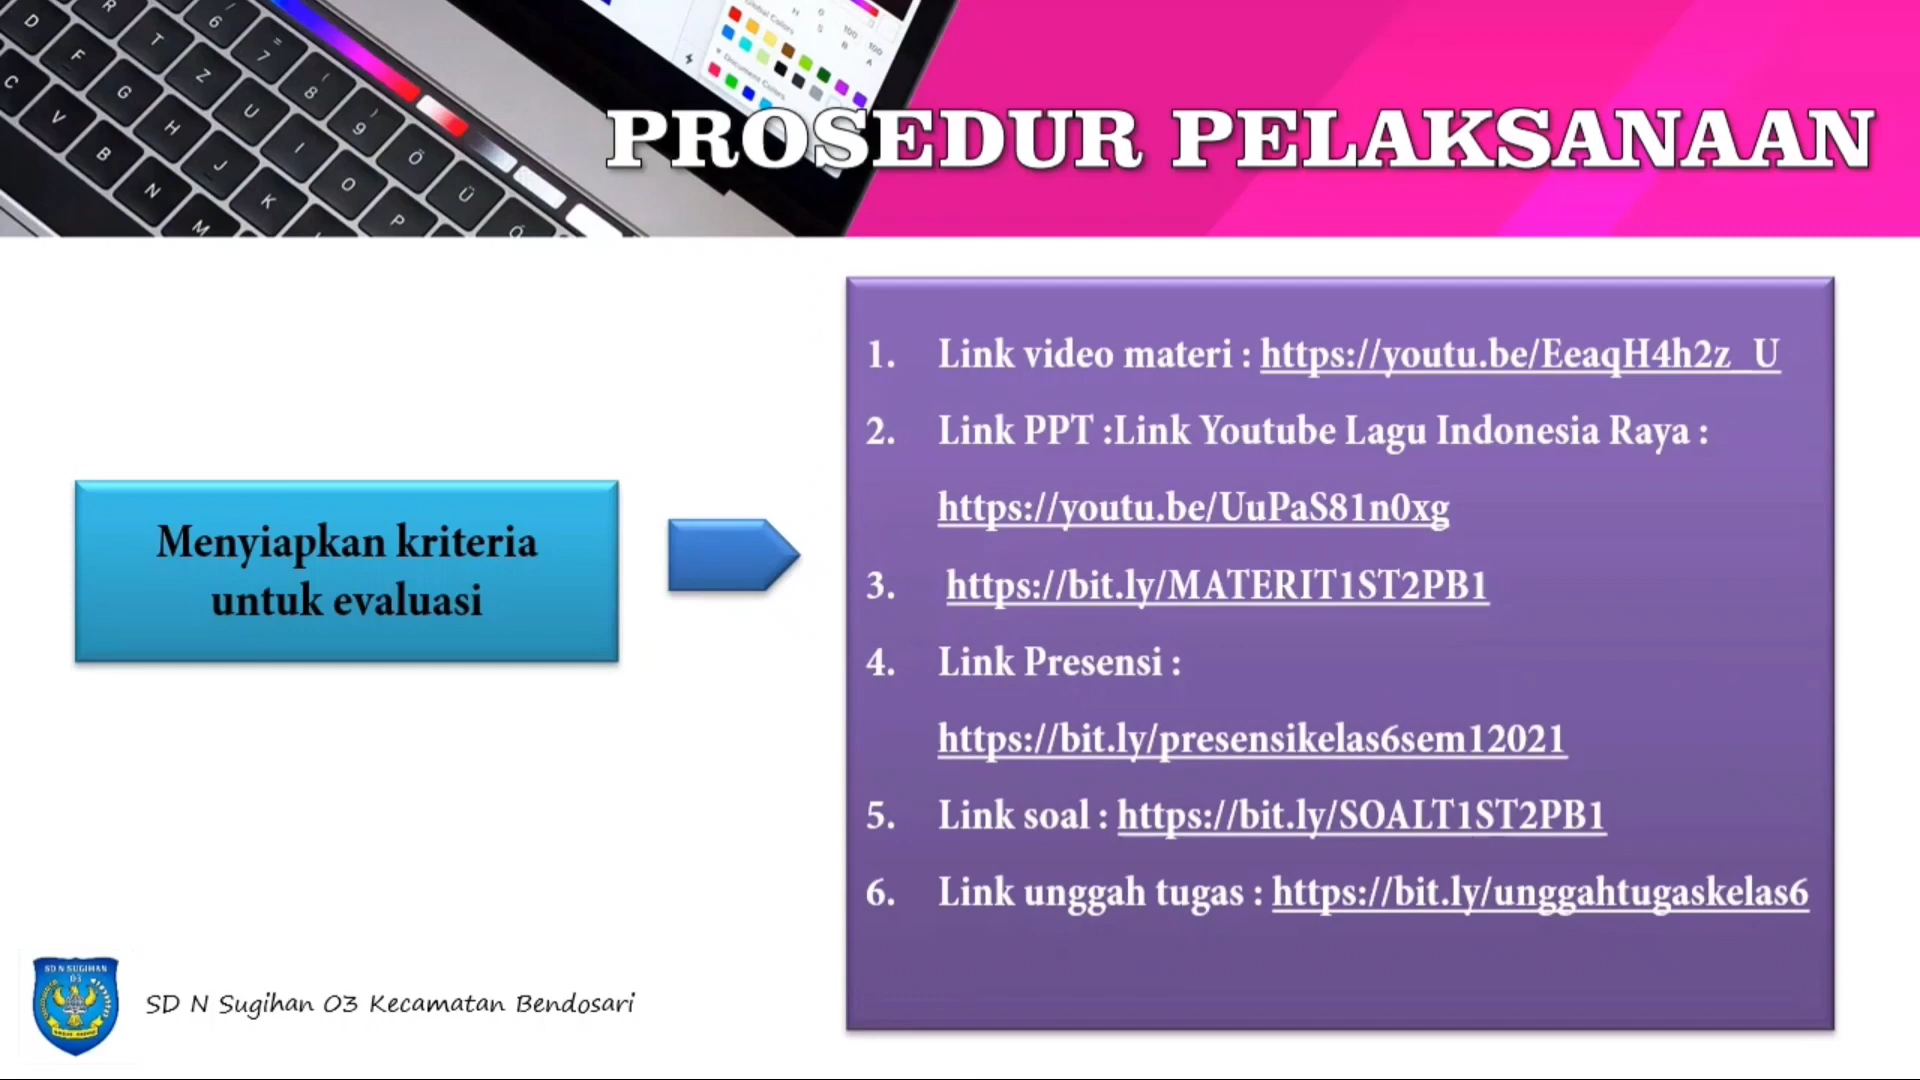 PROSEDUR PELAKSANAAN
Menyiapkan kriteria
untuk evaluasi
1. Link video materi : https://youtu.be/EeaqH4h2z_U
2. Link PPT :Link Youtube Lagu Indonesia Raya :
https://youtu.be/UuPaS81n0xg
3. https://bit.ly/MATERIT1ST2PB1
4. Link Presensi :
https://bit.ly/presensikelas6sem12021
5. Link soal : https://bit.ly/SOALT1ST2PB1
6. Link unggah tugas : https://bit.ly/unggahtugaskelas6
SD N SUGIHAN
03
SD N Sugihan 03 Kecamatan Bendosari